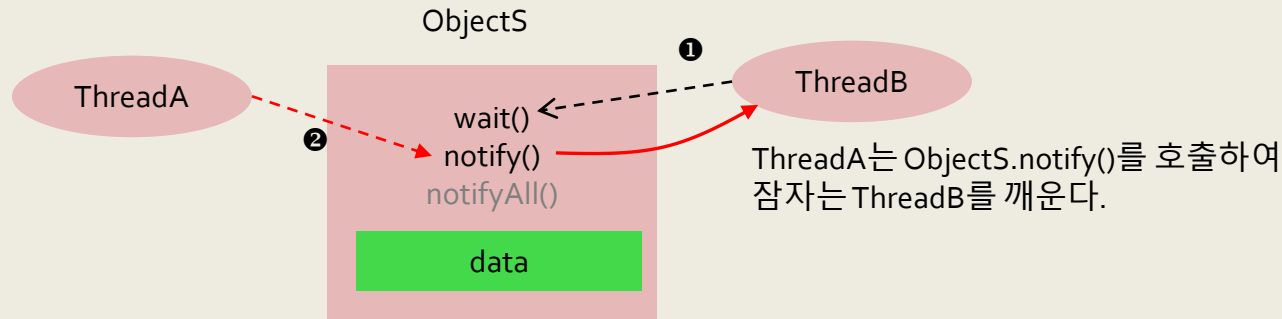 ObjectS
❶
ThreadA
ThreadB
wait()
❷
notify()
notifyAll()
ThreadA는 ObjectS.notify()를 호출하여
잠자는 ThreadB를 깨운다.
data